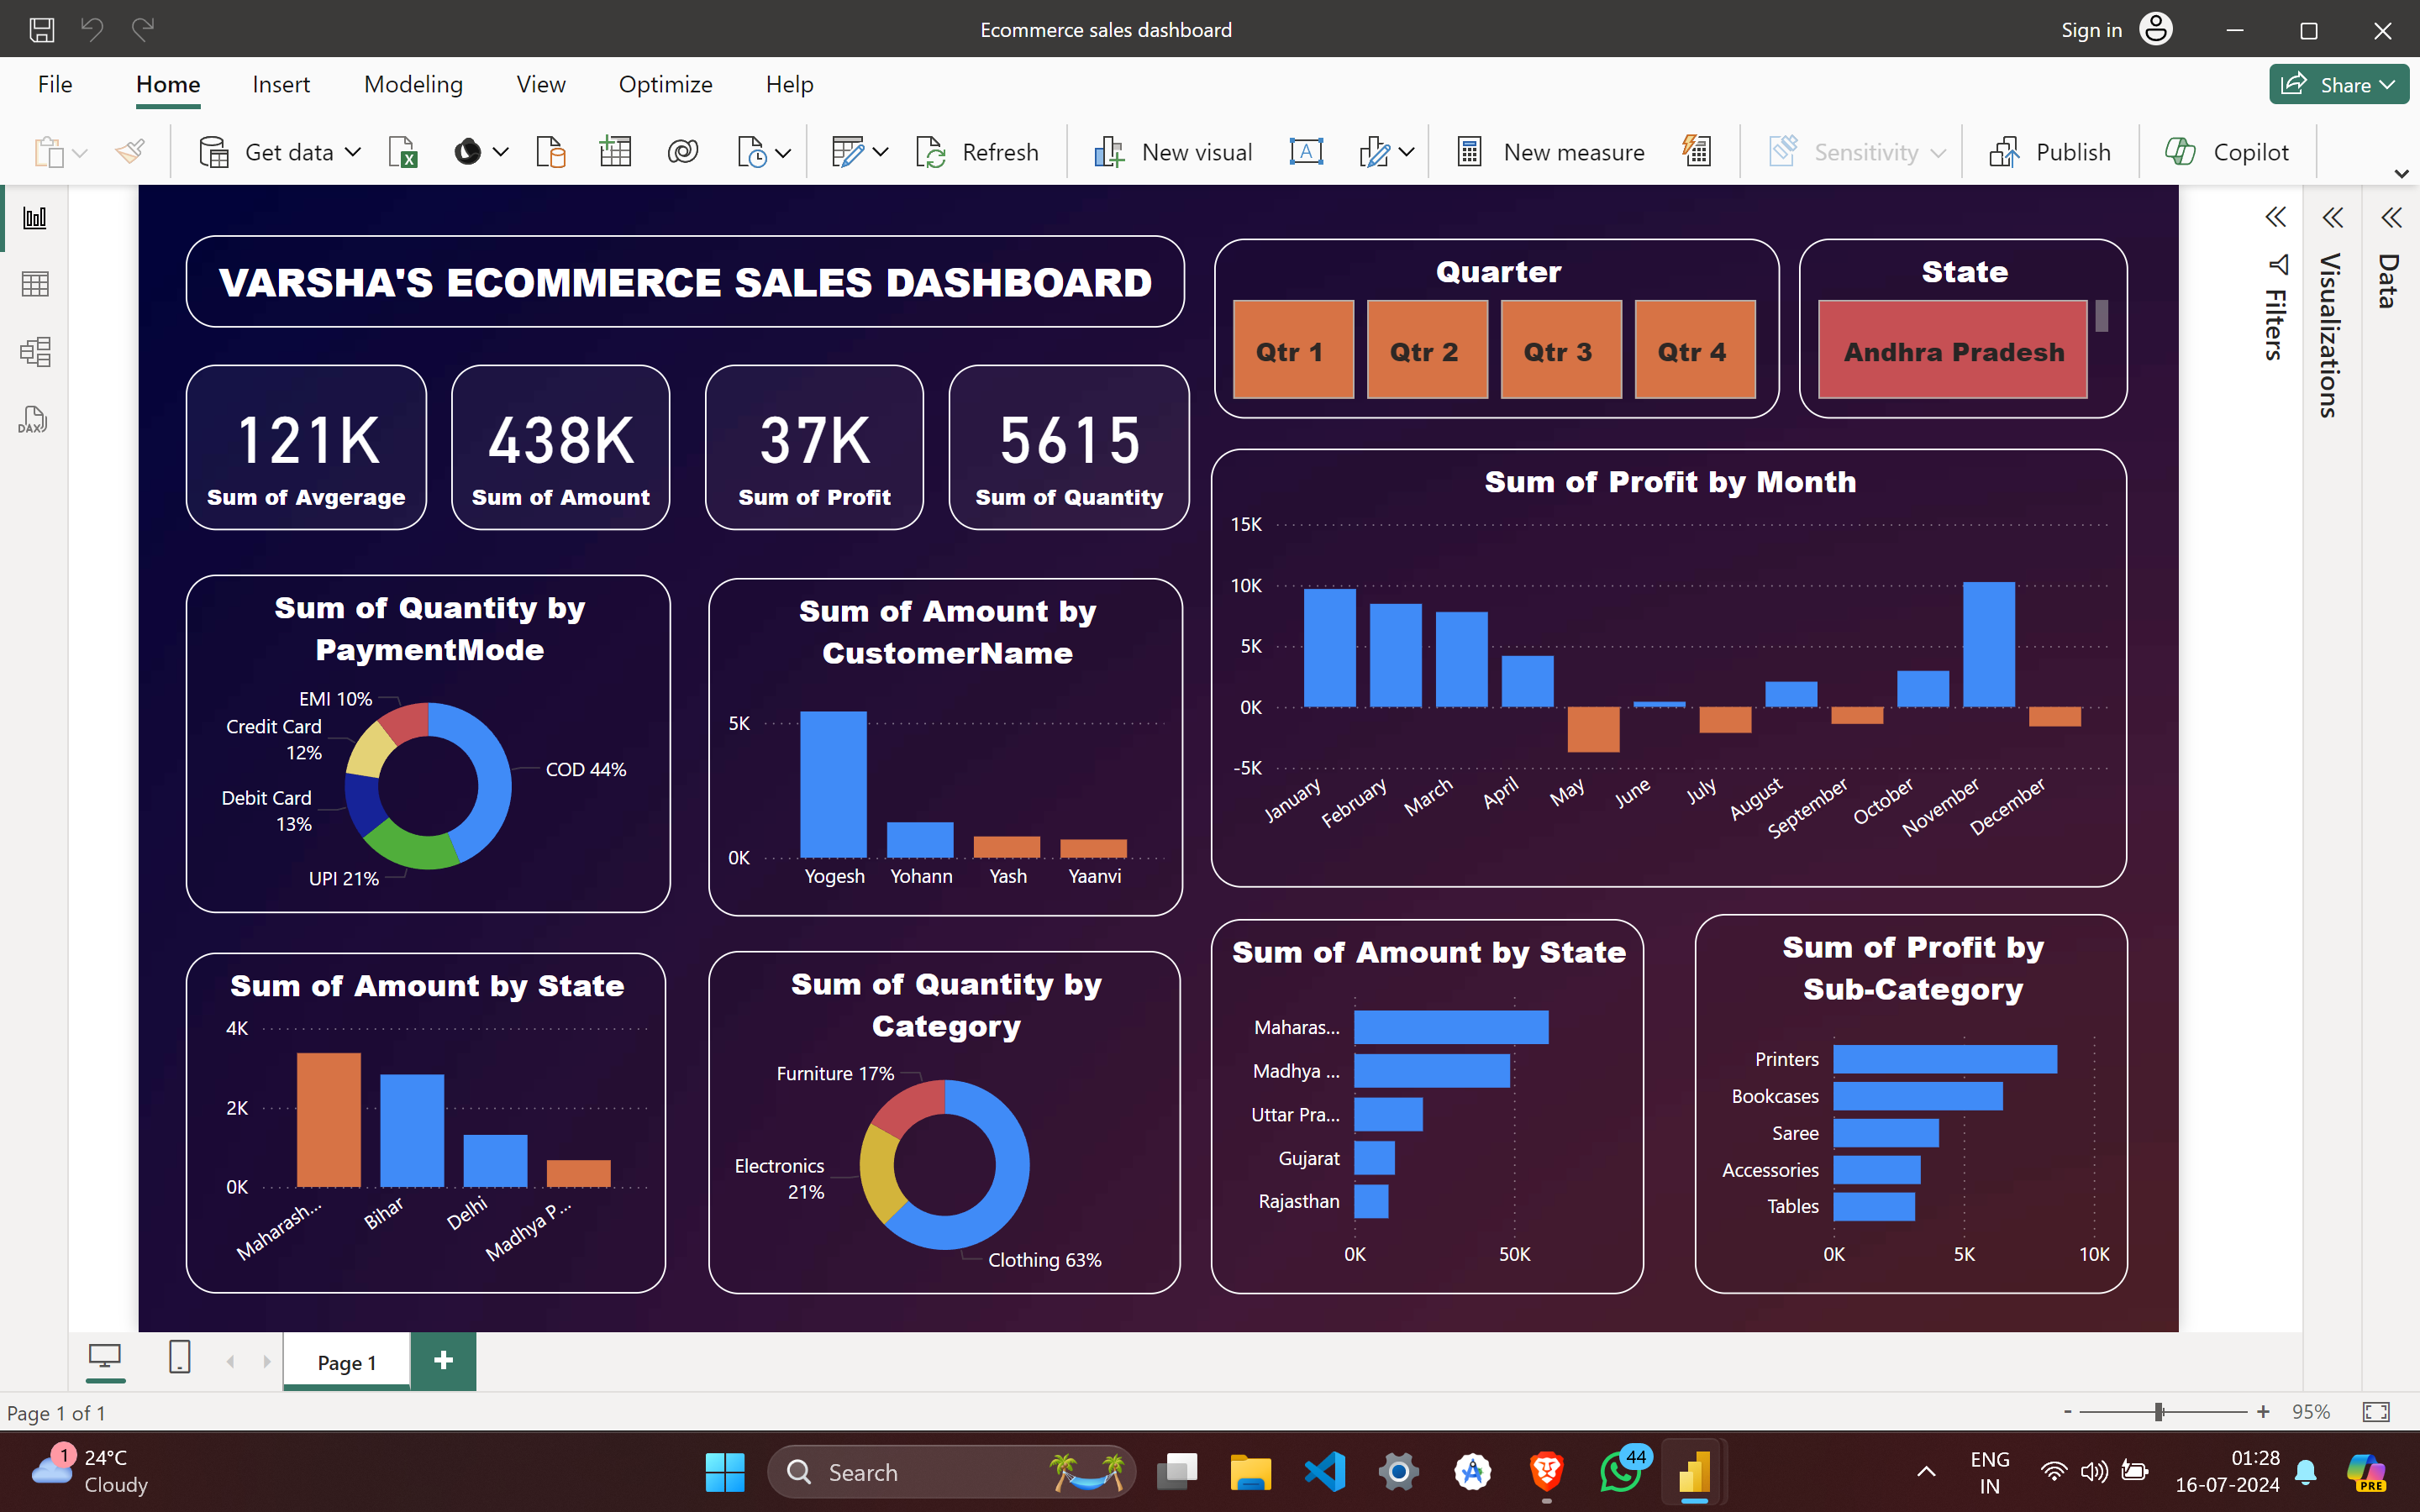 Ecommerce sales dashboard
Sign in
File
Home
Insert
Modeling
View
Optimize
Help
Share
Get data
Refresh
New visual
A
New measure
Sensitivity
Publish
Copilot
DAX
VARSHA'S ECOMMERCE SALES DASHBOARD
Quarter
Qtr 1
Qtr 2
Qtr 3
Qtr 4
State
Andhra Pradesh
Filters
Visualizations
Data
121K
Sum of Avgerage
438K
Sum of Amount
37K
Sum of Profit
5615
Sum of Quantity
Sum of Profit by Month
15K
10K
5K
0K
-5K
January
February
March
April
May
June
July
August
September
October
November
December
Sum of Quantity by
PaymentMode
EMI 10%
Credit Card
12%
Debit Card
13%
UPI 21%
COD 44%
Sum of Amount by
CustomerName
5K
0K
Yogesh
Yohann
Yash
Yaanvi
Sum of Amount by State
4K
2K
0K
Maharash...
Bihar
Delhi
Madhya P...
Sum of Quantity by
Category
Furniture 17%
Electronics
21%
Clothing 63%
Sum of Amount by State
Maharas...
Madhya ...
Uttar Pra...
Gujarat
Rajasthan
0K
50K
Sum of Profit by
Sub-Category
Printers
Bookcases
Saree
Accessories
Tables
0K
5K
10K
Page 1
+
Page 1 of 1
- + 95%
1
24°C
Cloudy
Search
44
ENG
IN
01:28
16-07-2024
PRE